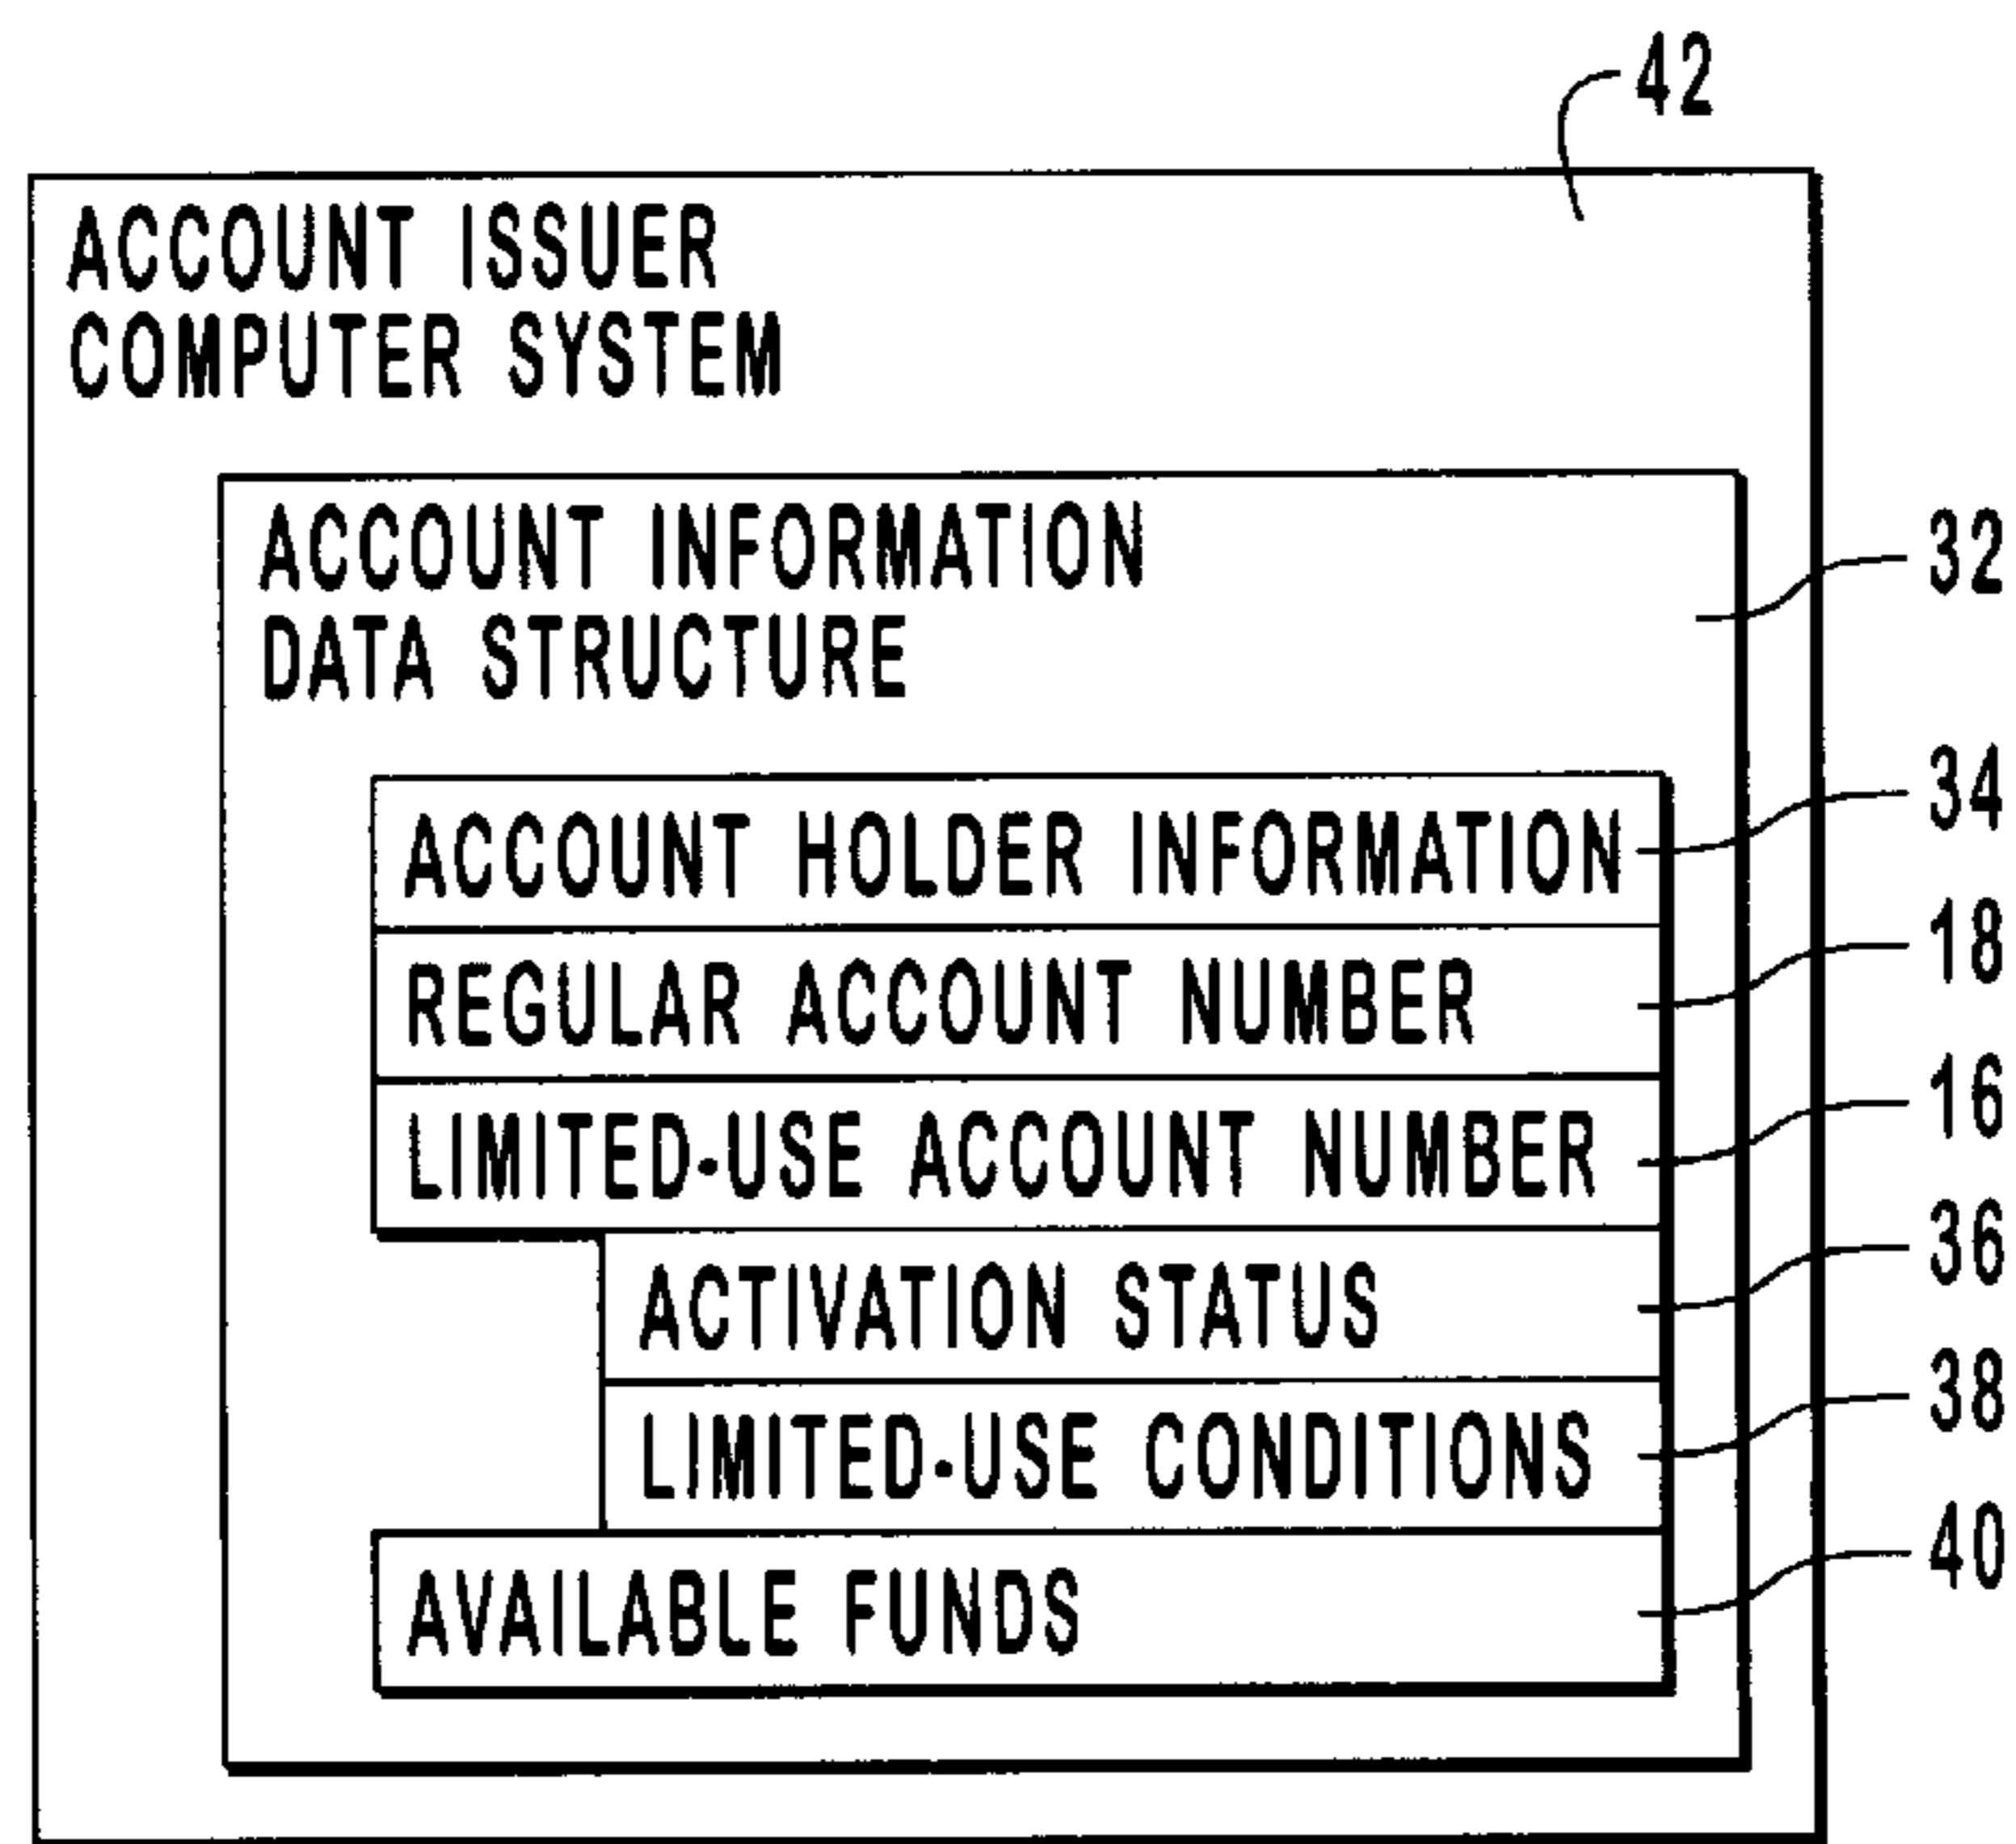 42
ACCOUNT ISSUER
COMPUTER SYSTEM
ACCOUNT INFORMATION
DATA STRUCTURE
32
ACCOUNT HOLDER INFORMATION
34
REGULAR ACCOUNT NUMBER
18
LIMITED-USE ACCOUNT NUMBER
16
ACTIVATION STATUS
36
LIMITED-USE CONDITIONS
38
AVAILABLE FUNDS
40